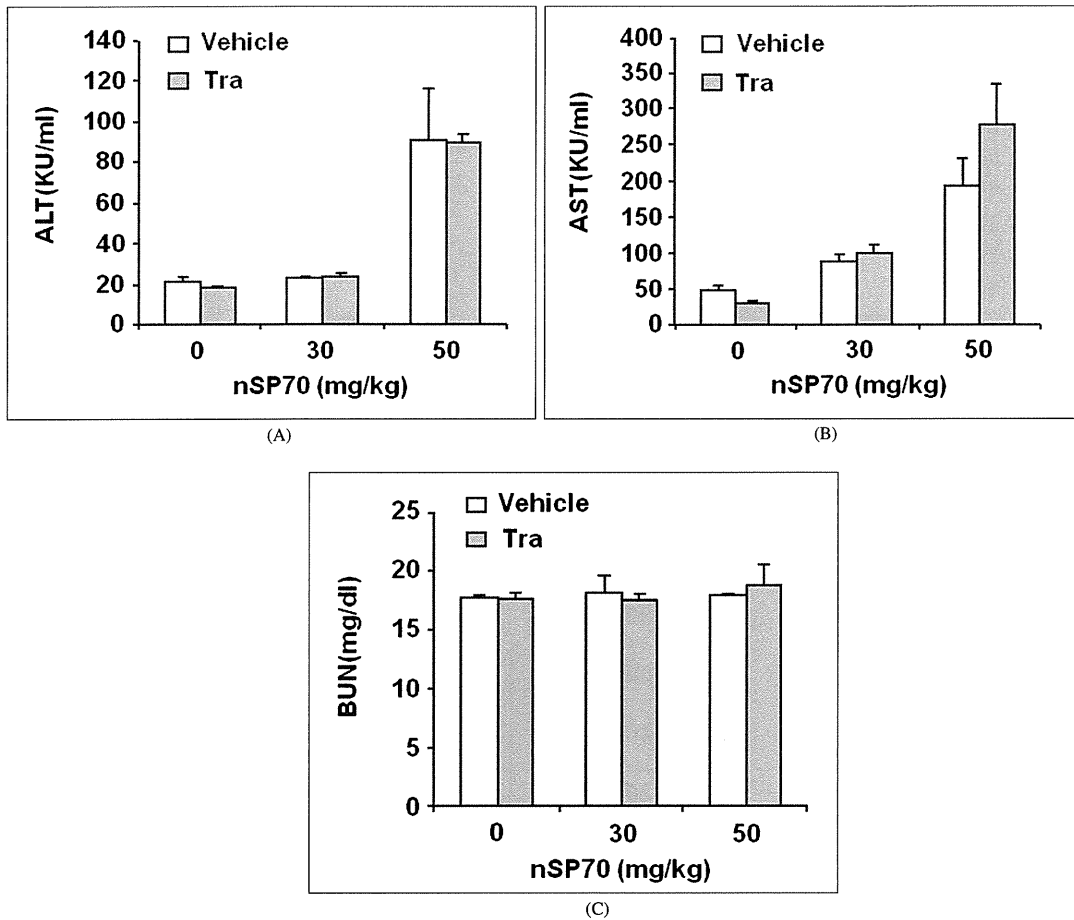 140
120
100
80
60
40
20
0
ALT(KU/ml)
Vehicle
Tra
0 30 50
nSP70 (mg/kg)
(A)
400
350
300
250
200
150
100
50
0
AST(KU/ml)
Vehicle
Tra
0 30 50
nSP70 (mg/kg)
(B)
25
20
15
10
5
0
BUN(mg/dl)
Vehicle
Tra
0 30 50
nSP70 (mg/kg)
(C)